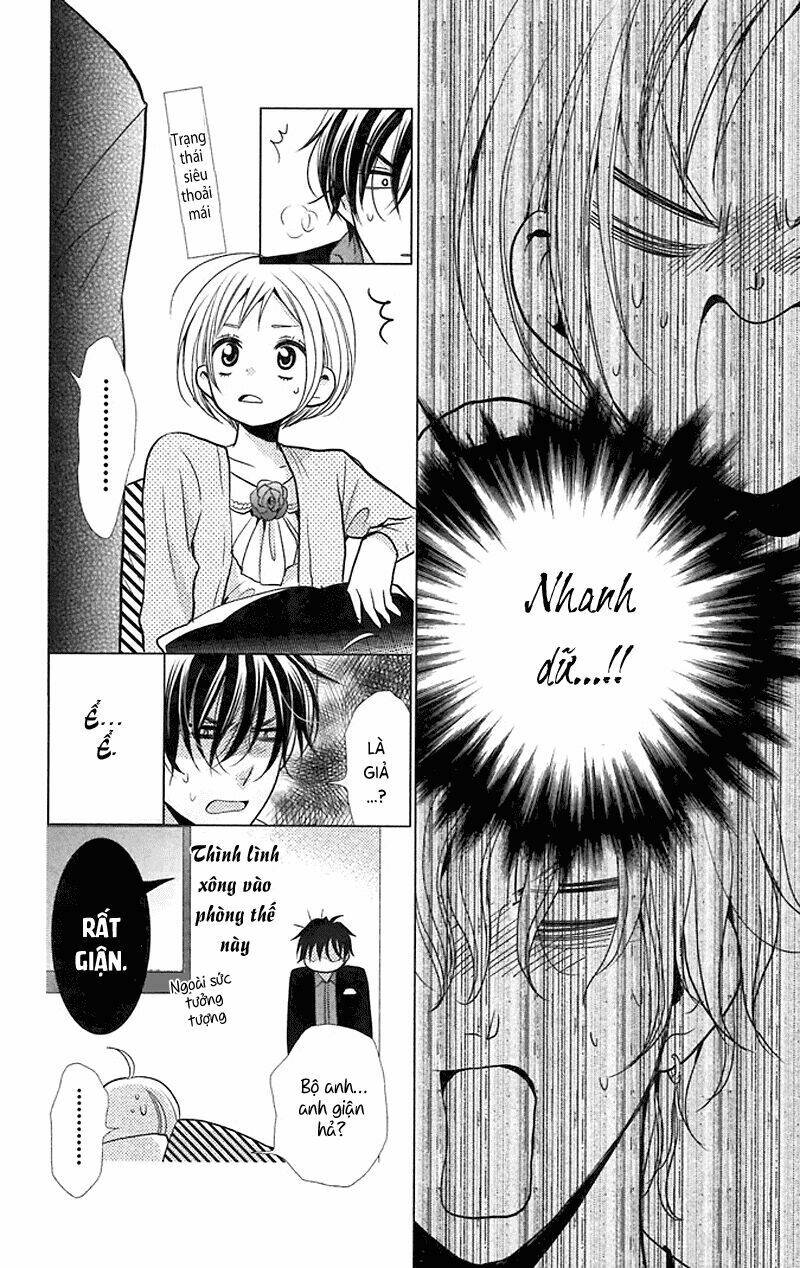 Nhanh
dữ...!!
Trạng
thái
siêu
thoải
mái
..........
LÀ
GIẢ
...?
Ể...
Ể.
Thình lình
xông vào
phòng thế
này
RẤT
GIẬN.
Ngoài sức
tưởng
tượng
Bộ anh...
anh giận
hả?
........